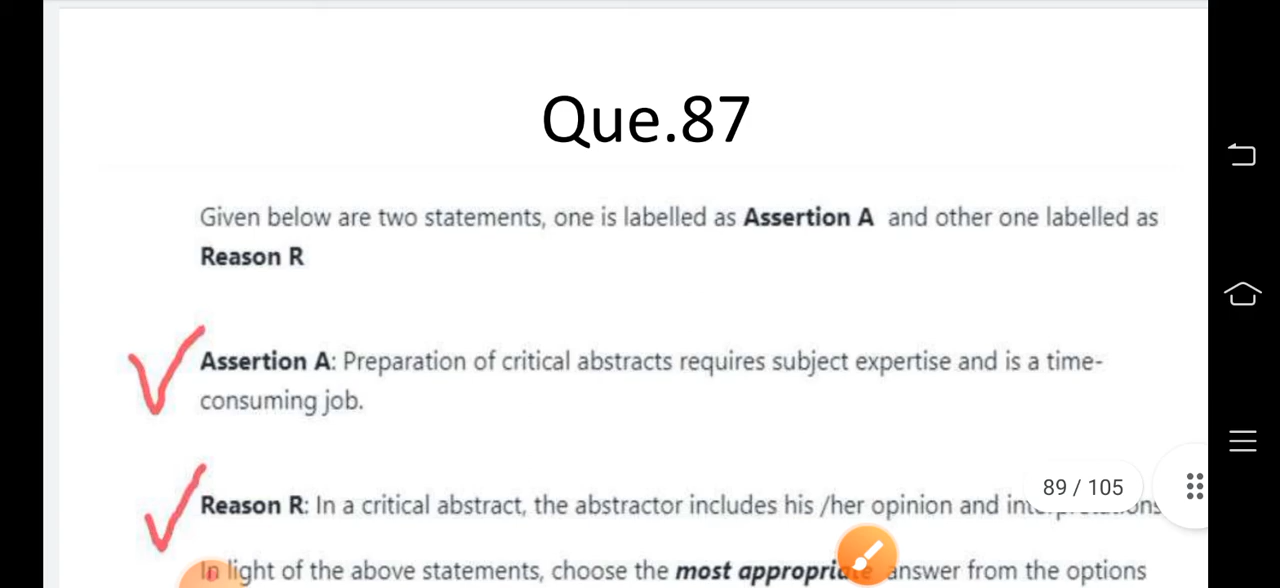 Que.87
Given below are two statements, one is labelled as Assertion A and other one labelled as
Reason R
Assertion A: Preparation of critical abstracts requires subject expertise and is a time-
consuming job.
Reason R: In a critical abstract, the abstractor includes his /her opinion and
89 / 105
In light of the above statements, choose the most appropriate answer from the options